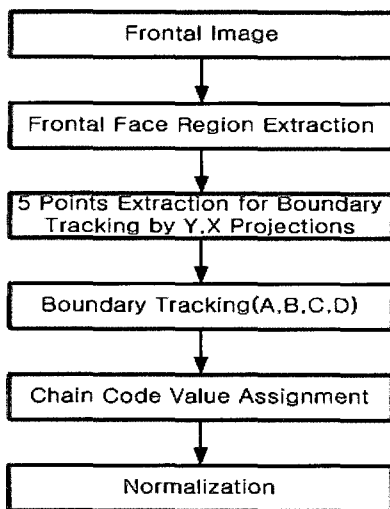 Frontal Image
Frontal Face Region Extraction
5 Points Extraction for Boundary
Tracking by Y,X Projections
Boundary Tracking(A,B,C,D)
Chain Code Value Assignment
Normalization